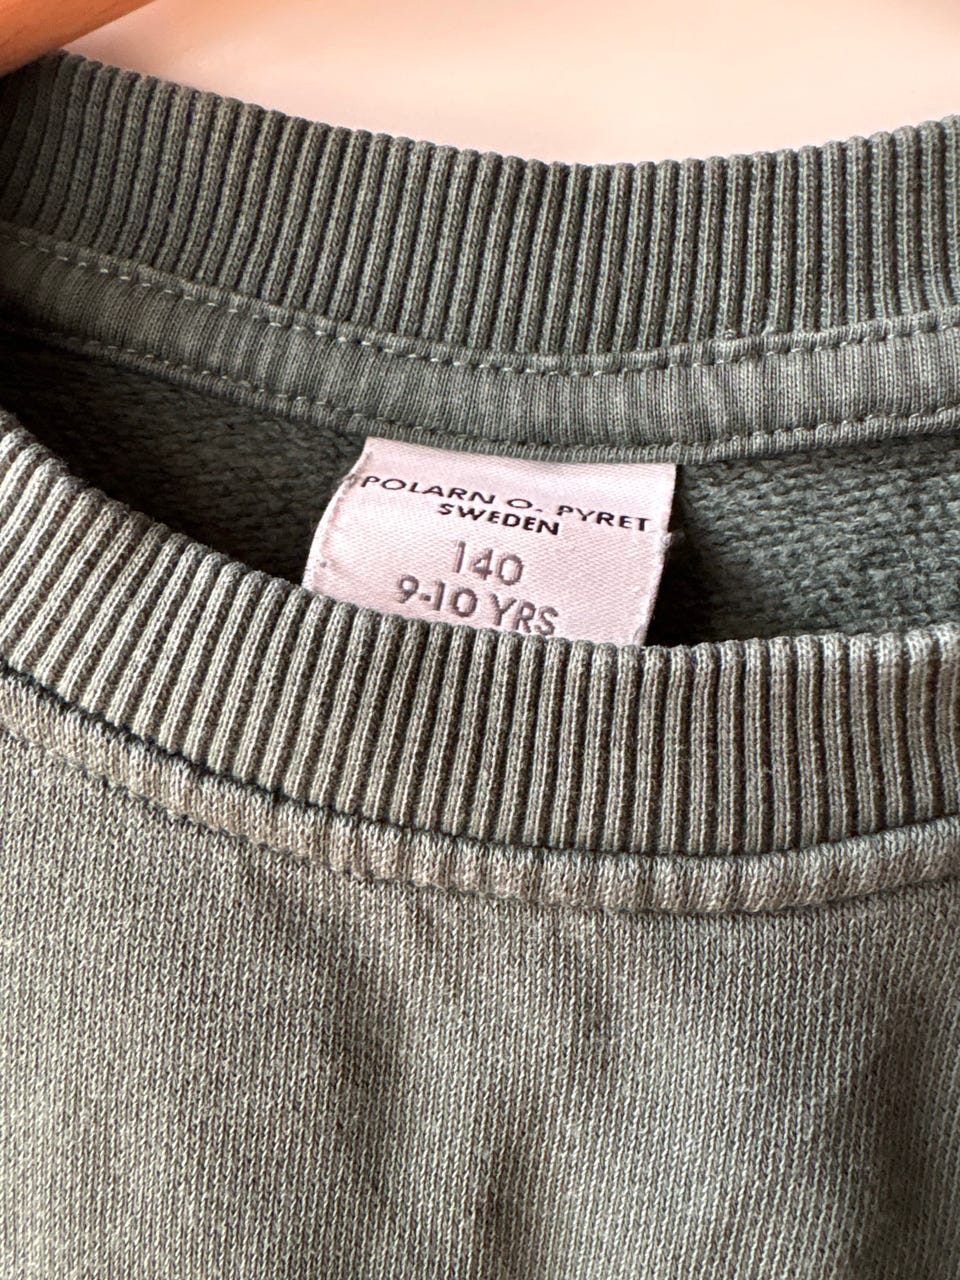 POLARN O. PYRET
SWEDEN
140
9-10 YRS